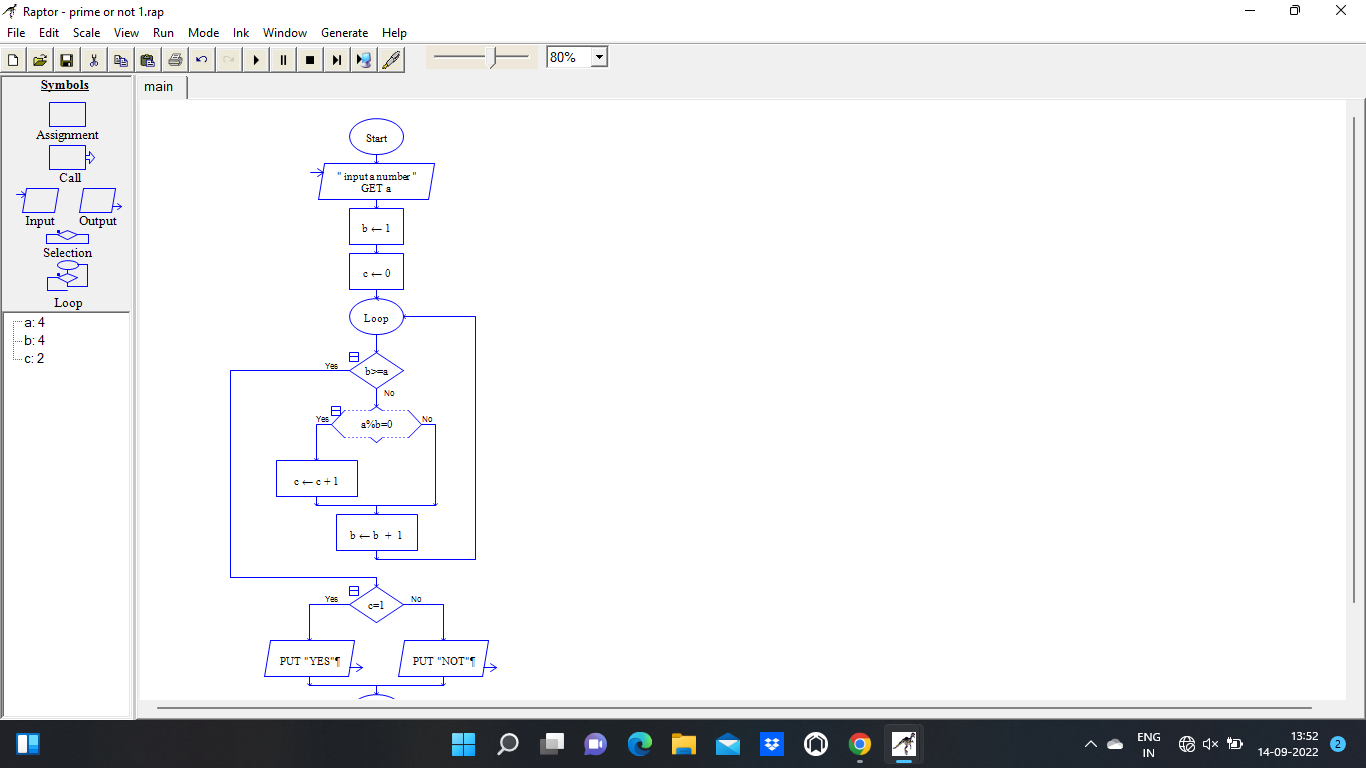 Raptor - prime or not 1.rap
File Edit Scale View Run Mode Ink Window Generate Help
80%
Symbols
main
Assignment
Call
Input Output
Selection
Loop
a: 4
b: 4
c: 2
Start
" input a number "
GET a
b ← 1
c ← 0
Loop
Yes
b>=a
No
Yes
a%b=0
No
c ← c + 1
b ← b + 1
Yes
c=1
No
PUT "YES"¶
PUT "NOT"¶
ENG
IN
13:52
14-09-2022
2